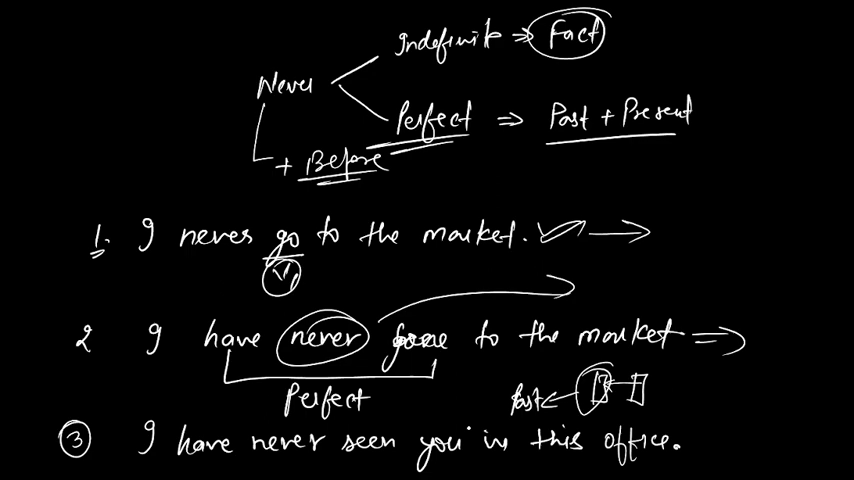 Indefinite ⇒ Fact
Never
Perfect ⇒ Past + Present
+ Before
1. I never go to the market.
V1
2 I have never gone to the market ⇒
Perfect
Past
3 I have never seen you in this office.